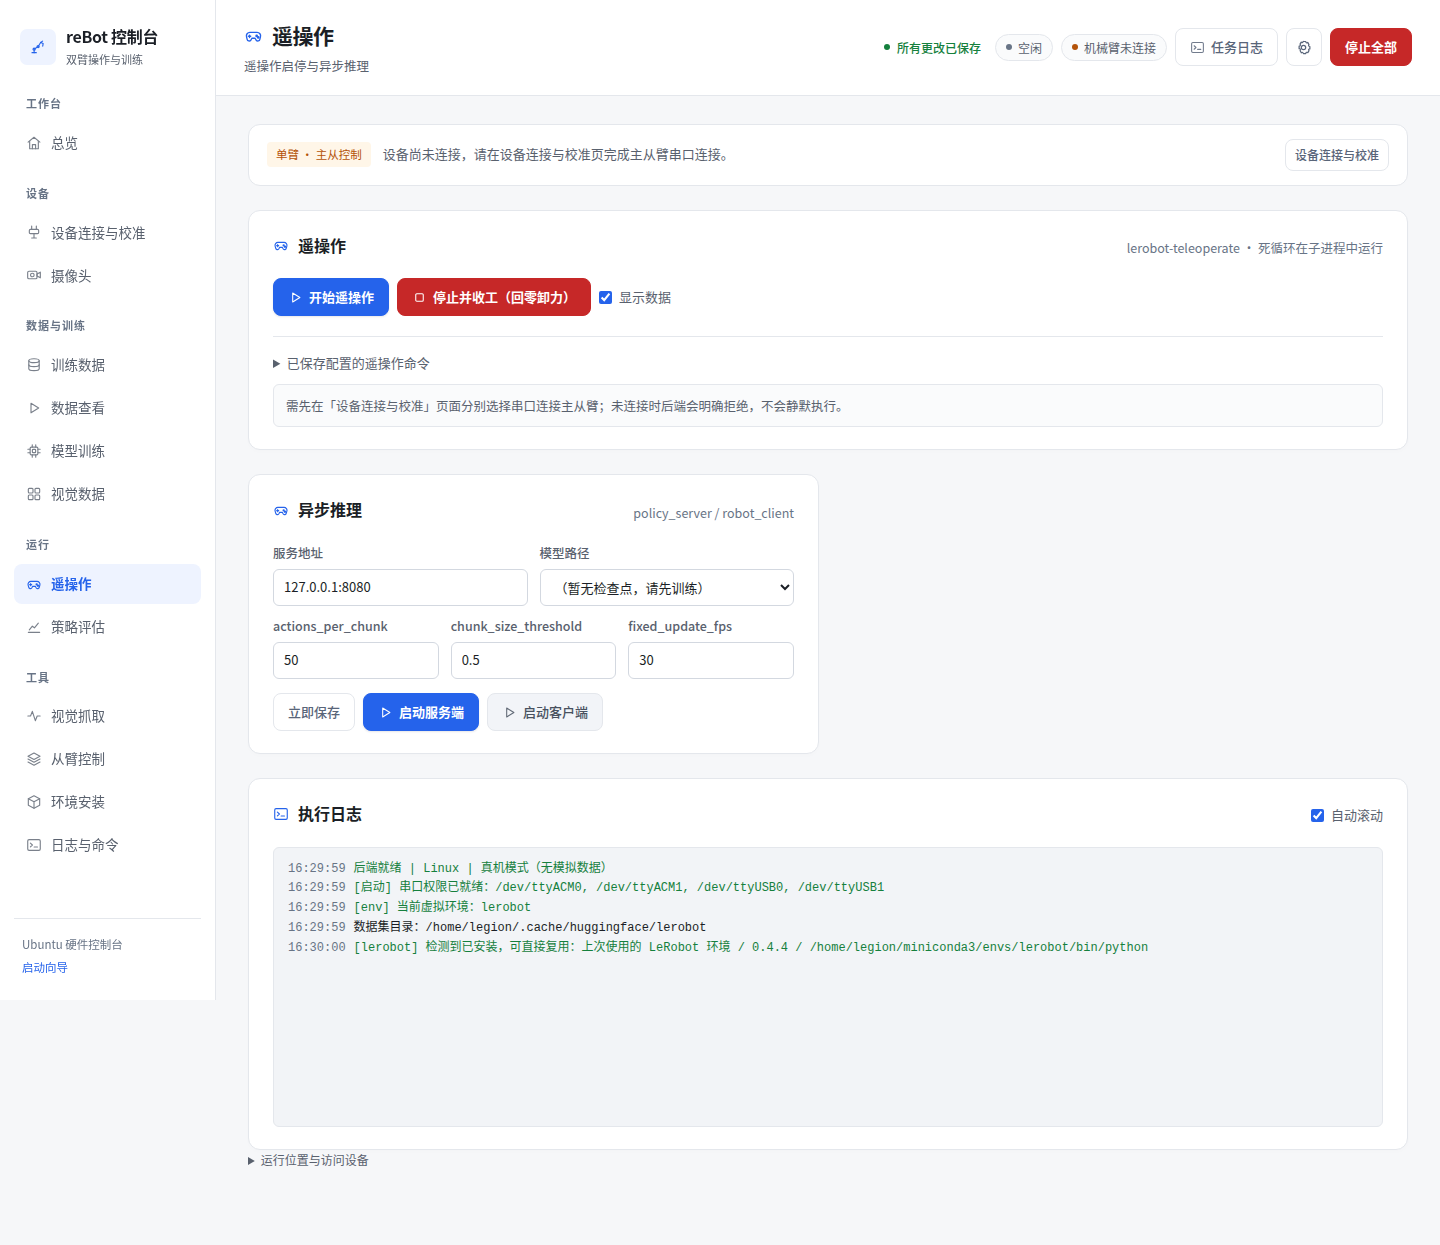 reBot 控制台
双臂操作与训练
工作台
总览
设备
设备连接与校准
摄像头
数据与训练
训练数据
数据查看
模型训练
视觉数据
运行
遥操作
策略评估
工具
视觉抓取
从臂控制
环境安装
日志与命令
Ubuntu 硬件控制台
启动向导
遥操作
遥操作启停与异步推理
所有更改已保存
空闲
机械臂未连接
任务日志
停止全部
单臂 · 主从控制 设备尚未连接，请在设备连接与校准页完成主从臂串口连接。
设备连接与校准
遥操作
lerobot-teleoperate · 死循环在子进程中运行
开始遥操作
停止并收工（回零卸力）
显示数据
已保存配置的遥操作命令
需先在「设备连接与校准」页面分别选择串口连接主从臂；未连接时后端会明确拒绝，不会静默执行。
异步推理
policy_server / robot_client
服务地址
模型路径
127.0.0.1:8080
（暂无检查点，请先训练）
actions_per_chunk
chunk_size_threshold
fixed_update_fps
50
0.5
30
立即保存
启动服务端
启动客户端
执行日志
自动滚动
16:29:59 后端就绪 | Linux | 真机模式（无模拟数据）
16:29:59 [启动] 串口权限已就绪：/dev/ttyACM0, /dev/ttyACM1, /dev/ttyUSB0, /dev/ttyUSB1
16:29:59 [env] 当前虚拟环境：lerobot
16:29:59 数据集目录：/home/legion/.cache/huggingface/lerobot
16:30:00 [lerobot] 检测到已安装，可直接复用：上次使用的 LeRobot 环境 / 0.4.4 / /home/legion/miniconda3/envs/lerobot/bin/python
运行位置与访问设备